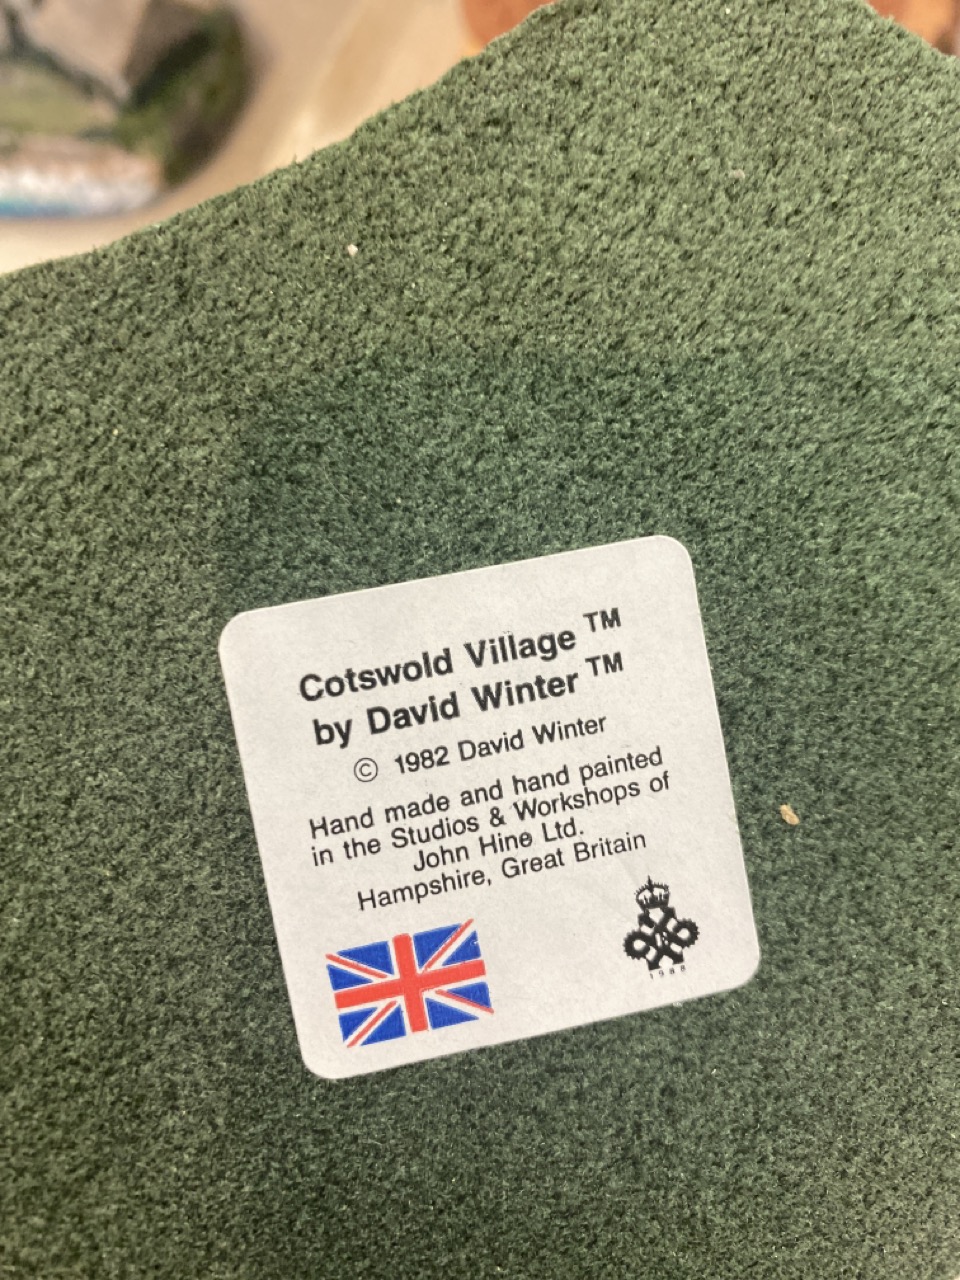 Cotswold Village ™
by David Winter ™
© 1982 David Winter
Hand made and hand painted
in the Studios & Workshops of
John Hine Ltd.
Hampshire, Great Britain
1988